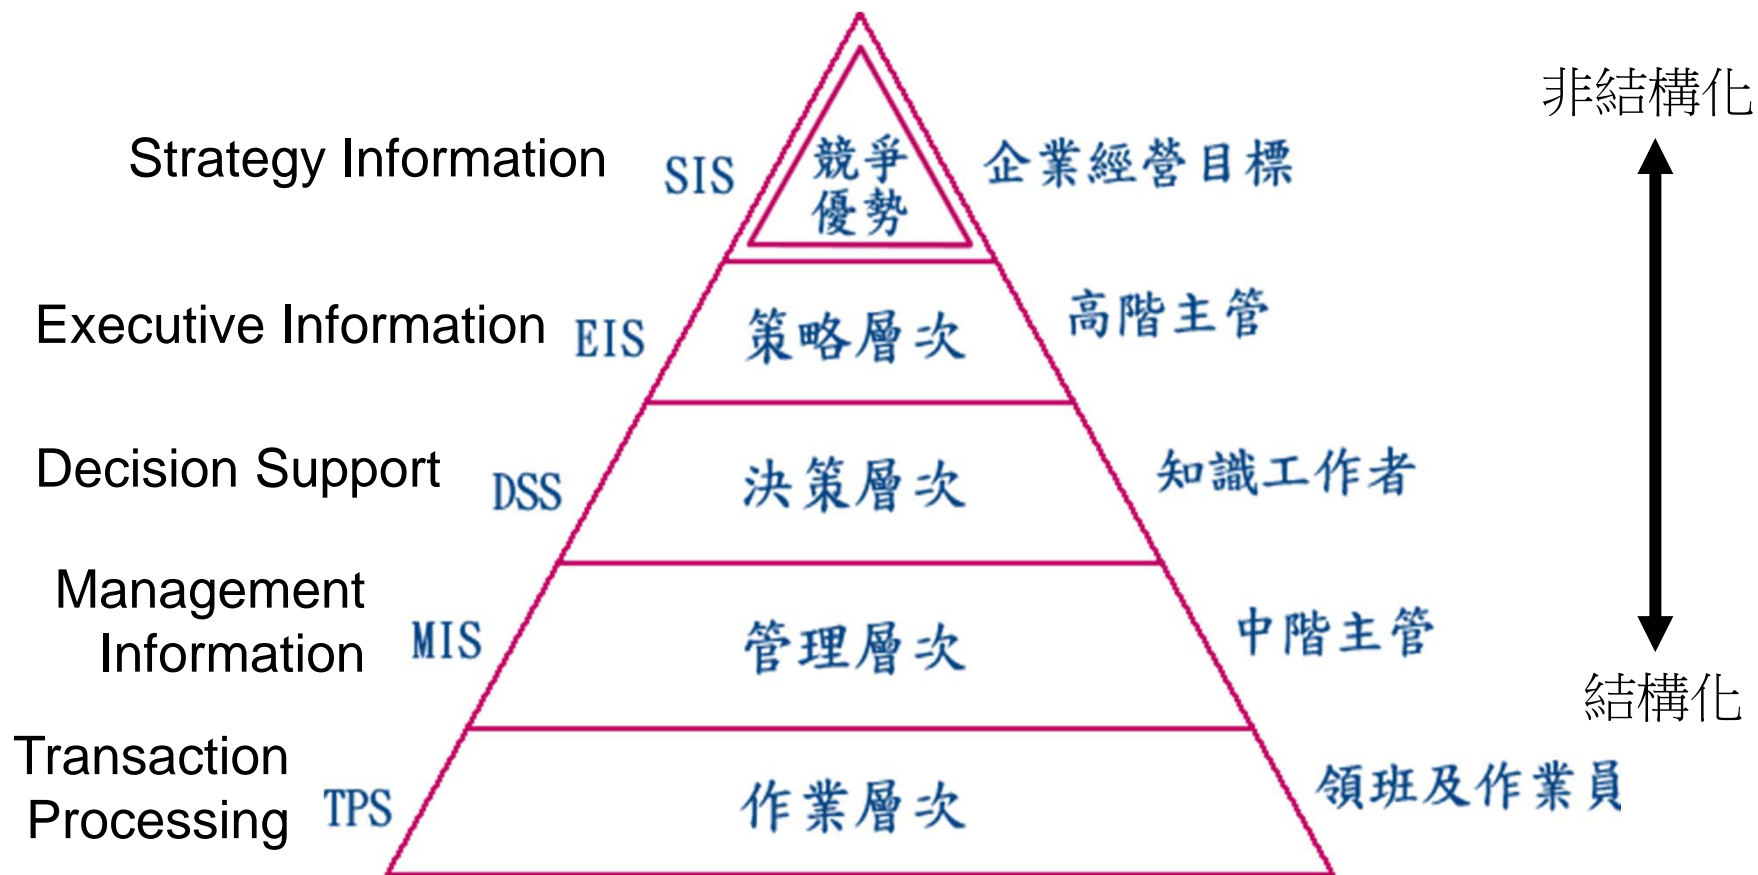 非結構化
Strategy Information SIS 競爭 企業經營目標
優勢
Executive Information EIS 策略層次 高階主管
Decision Support DSS 決策層次 知識工作者
Management
Information MIS 管理層次 中階主管
結構化
Transaction
Processing TPS 作業層次 領班及作業員